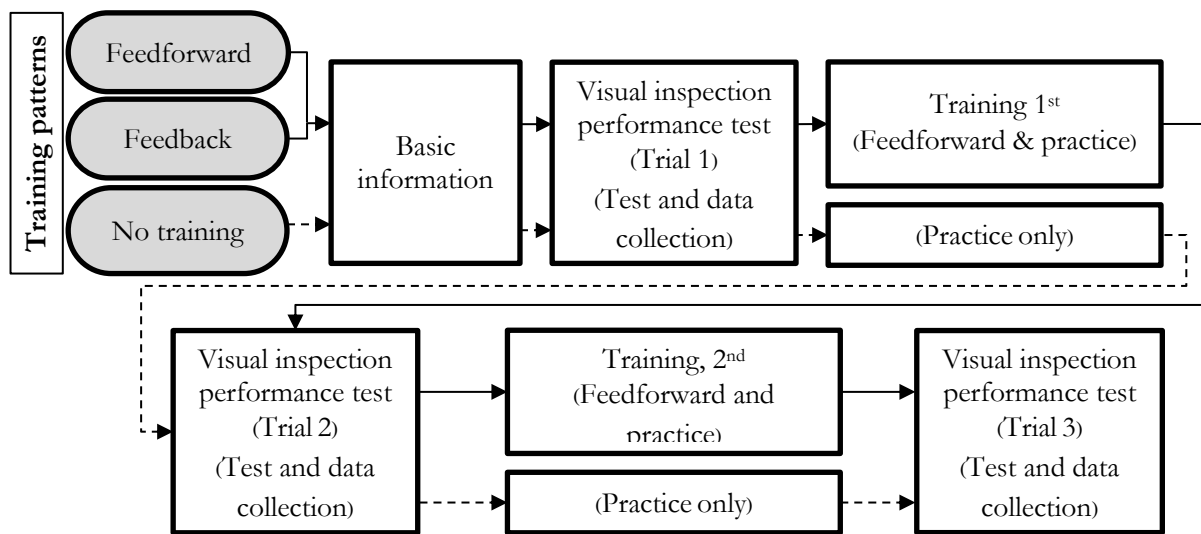 Training patterns
Feedforward
Feedback
No training
Basic
information
Visual inspection
performance test
(Trial 1)
(Test and data
collection)
Training 1st
(Feedforward & practice)
(Practice only)
Visual inspection
performance test
(Trial 2)
(Test and data
collection)
Training, 2nd
(Feedforward and
practice)
(Practice only)
Visual inspection
performance test
(Trial 3)
(Test and data
collection)